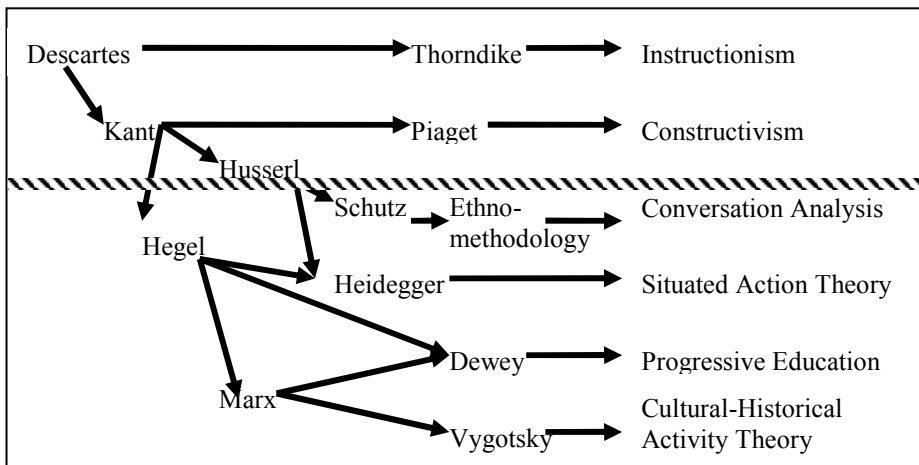 Descartes Thorndike Instructionism
Kant Piaget Constructivism
Husserl
Schutz Ethno-
methodology Conversation Analysis
Hegel
Heidegger Situated Action Theory
Dewey Progressive Education
Marx
Vygotsky Cultural-Historical
Activity Theory